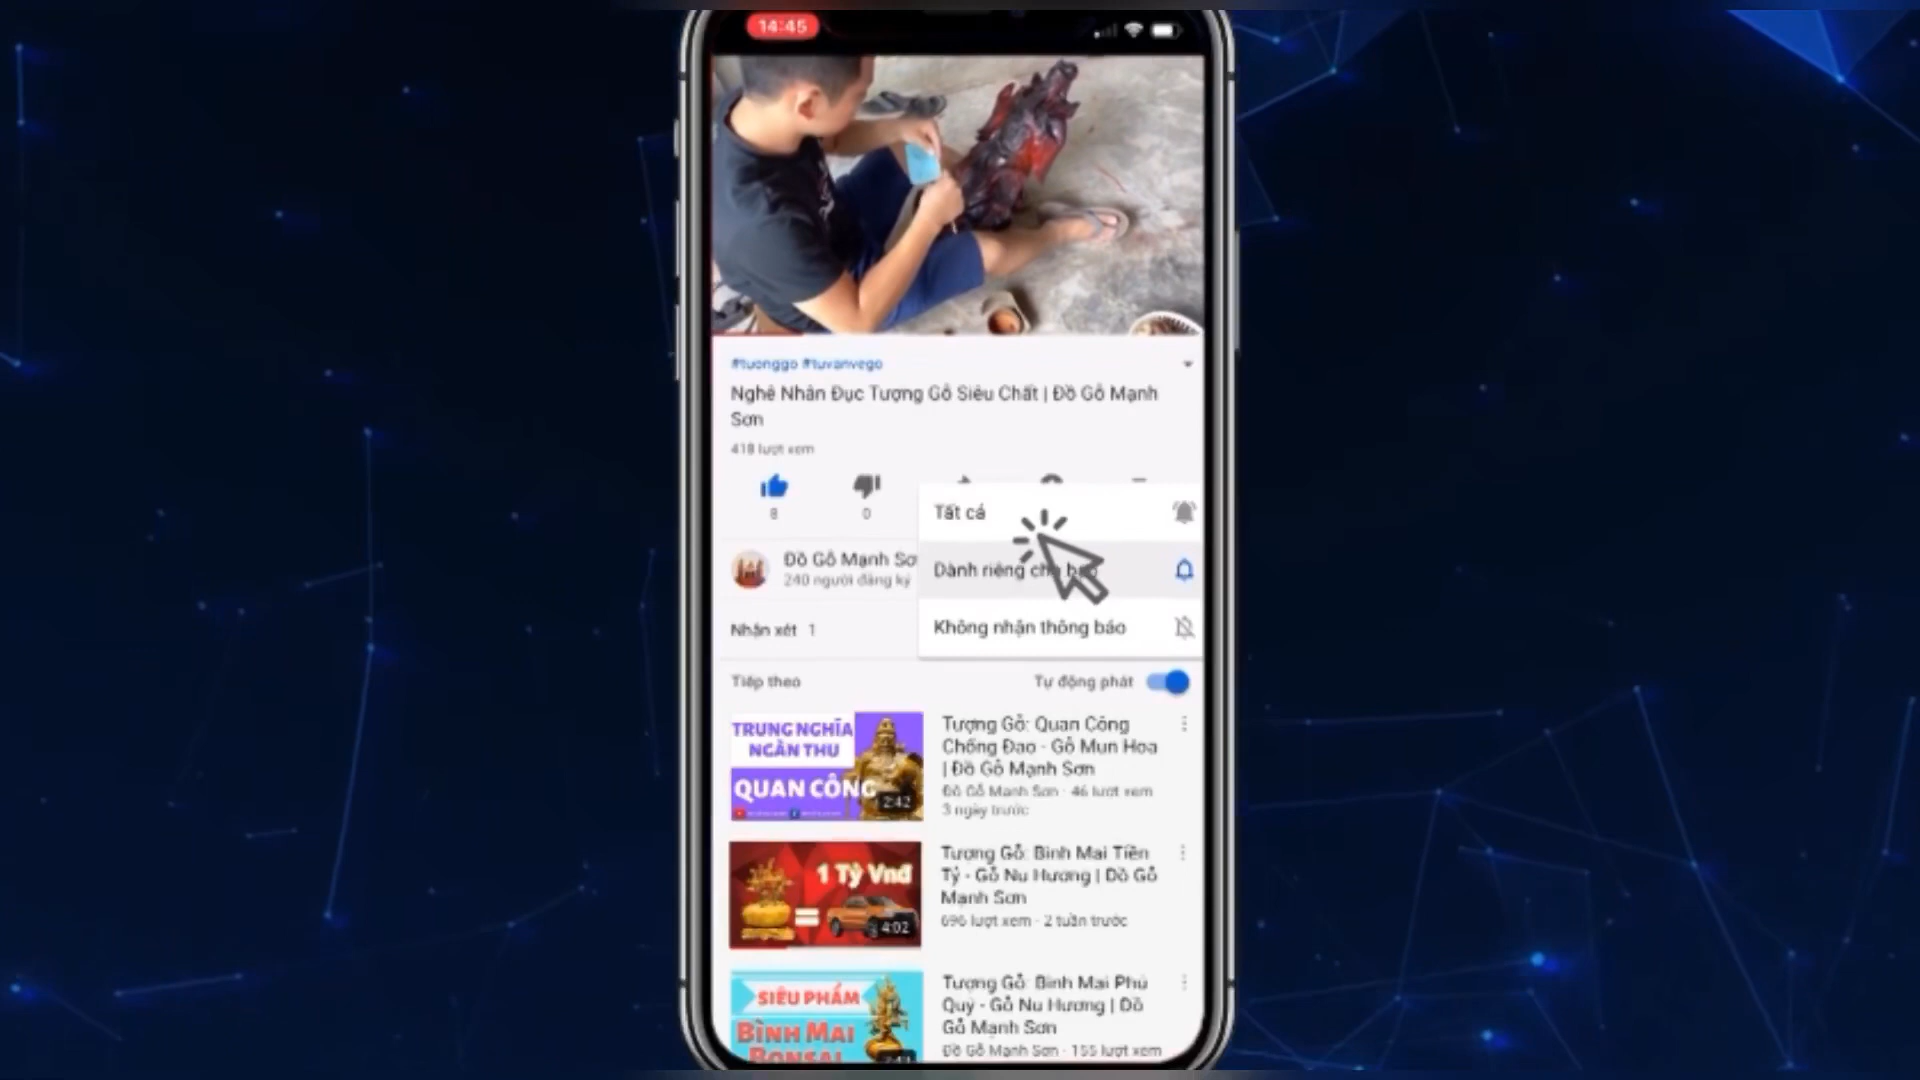 14:45
#tuonggo #tuvanvego
Nghê Nhân Đục Tượng Gỗ Siêu Chất | Đồ Gỗ Mạnh
Sơn
418 lượt xem
8
0
Tất cả
Đồ Gỗ Mạnh Sơ
240 người đăng ký
Dành riêng cho bạn
Không nhận thông báo
Nhận xét 1
Tiếp theo
Tự động phát
TRUNG NGHĨA
NGÀN THU
QUAN CÔNG
2:42
Tượng Gỗ: Quan Công
Chống Đao - Gỗ Mun Hoa
| Đồ Gỗ Mạnh Sơn
Đồ Gỗ Mạnh Sơn · 46 lượt xem
3 ngày trước
1 Tỷ Vnđ
=
4:02
Tượng Gỗ: Bình Mai Tiền
Tỷ - Gỗ Nu Hương | Đồ Gỗ
Mạnh Sơn
696 lượt xem · 2 tuần trước
SIÊU PHẨM
BÌNH MAI
BONSAI
Tượng Gỗ: Bình Mai Phú
Quý - Gỗ Nu Hương | Đồ
Gỗ Mạnh Sơn
Đồ Gỗ Mạnh Sơn · 155 lượt xem